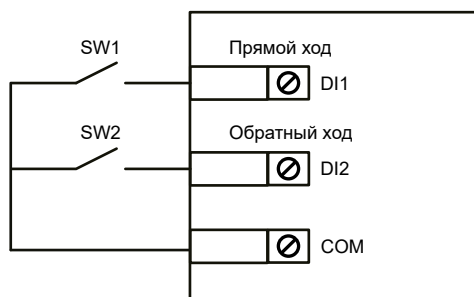 SW1
Прямой ход
DI1
SW2
Обратный ход
DI2
COM